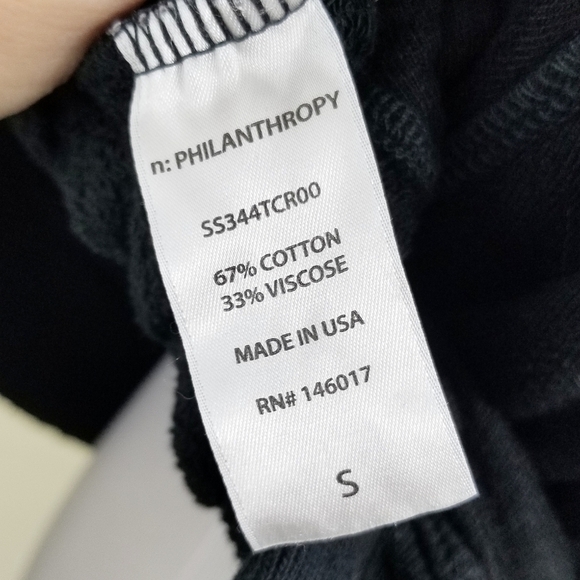 n: PHILANTHROPY
SS344TCR00
67% COTTON
33% VISCOSE
MADE IN USA
RN# 146017
S